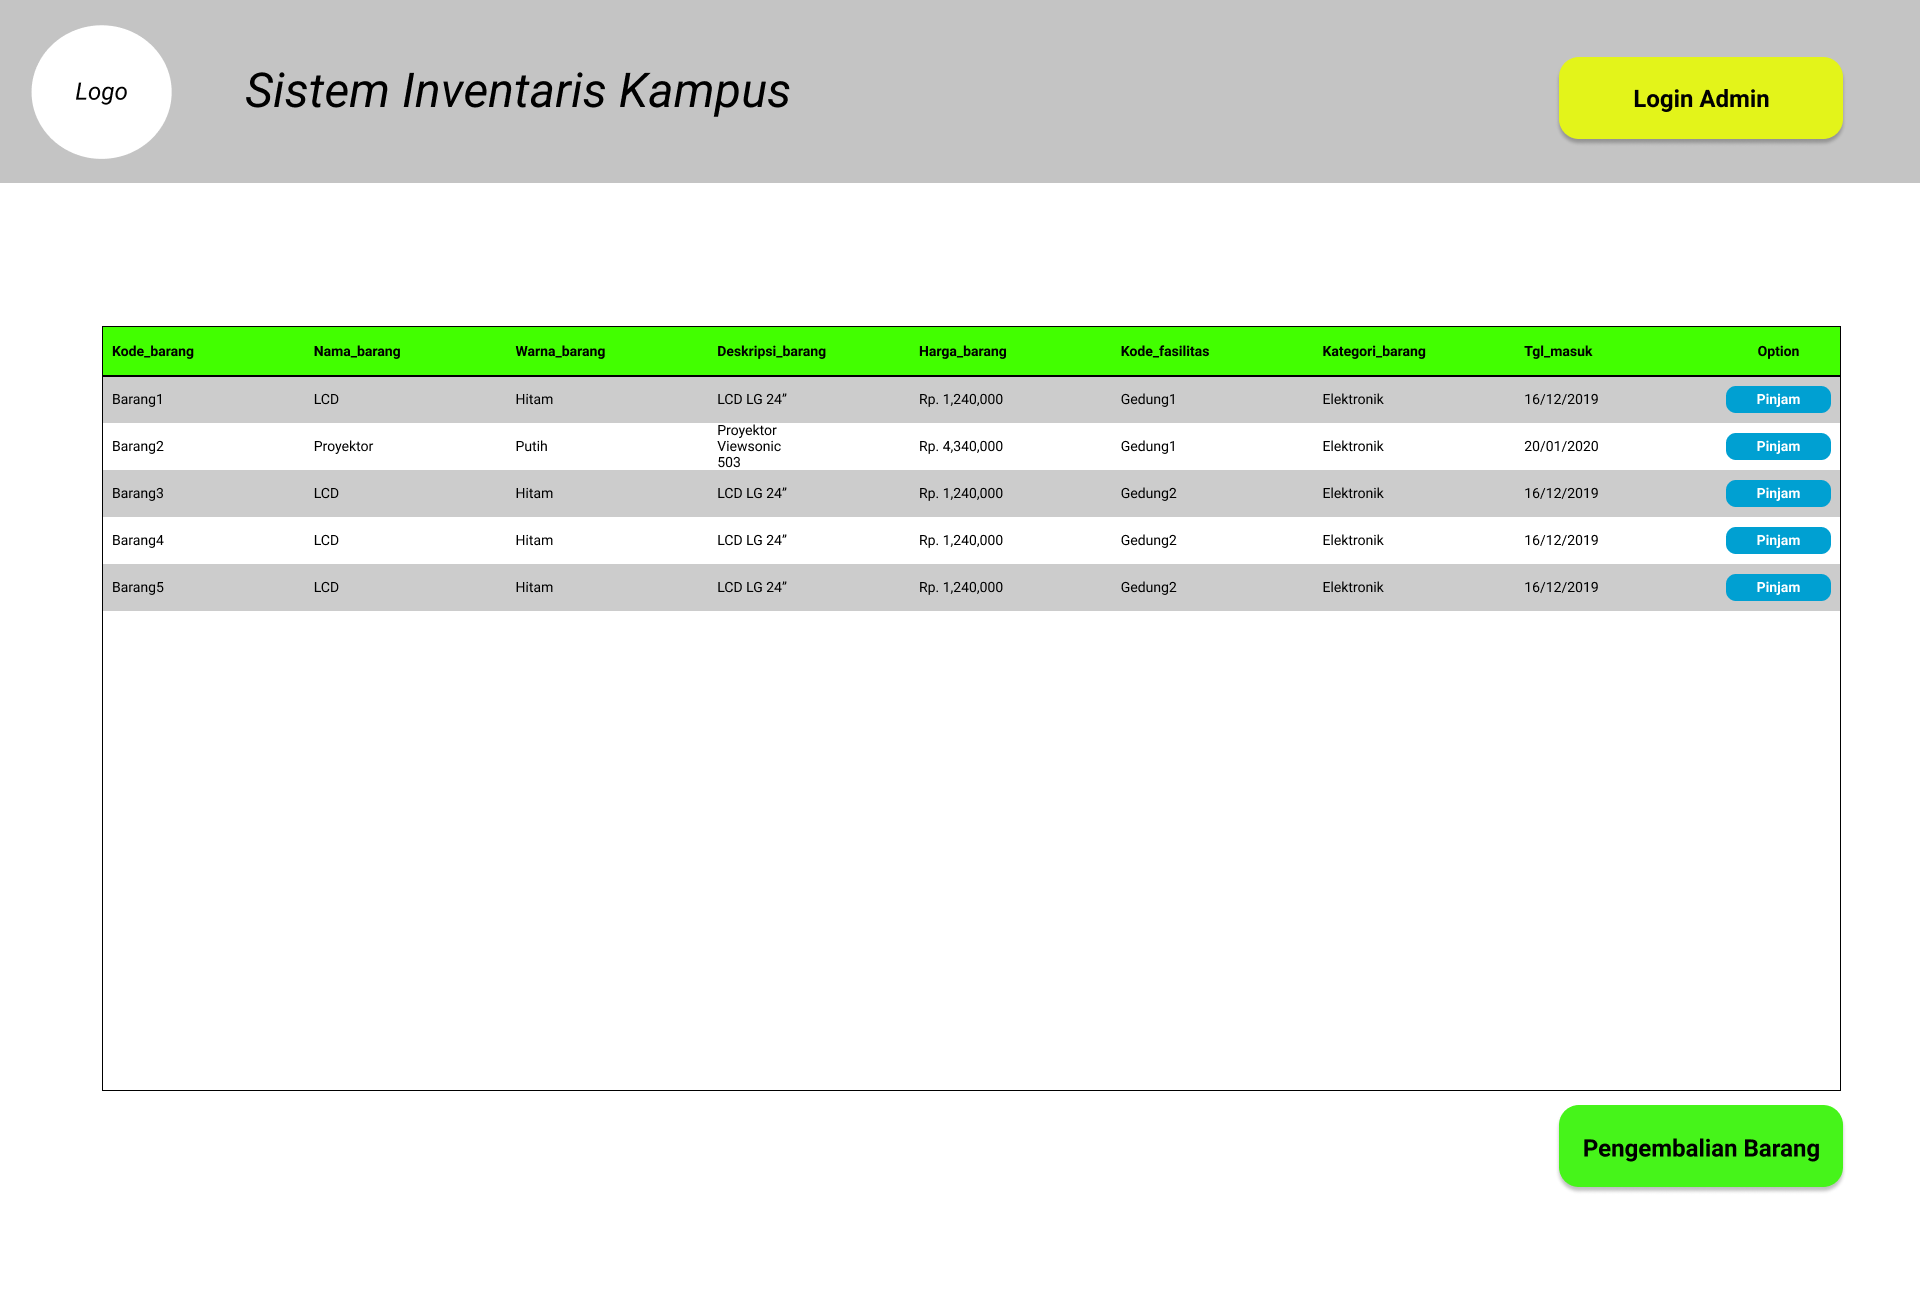 Logo
Sistem Inventaris Kampus
Login Admin
Kode_barang Nama_barang Warna_barang Deskripsi_barang Harga_barang Kode_fasilitas Kategori_barang Tgl_masuk Option
Barang1 LCD Hitam LCD LG 24” Rp. 1,240,000 Gedung1 Elektronik 16/12/2019 Pinjam
Barang2 Proyektor Putih Proyektor Viewsonic 503 Rp. 4,340,000 Gedung1 Elektronik 20/01/2020 Pinjam
Barang3 LCD Hitam LCD LG 24” Rp. 1,240,000 Gedung2 Elektronik 16/12/2019 Pinjam
Barang4 LCD Hitam LCD LG 24” Rp. 1,240,000 Gedung2 Elektronik 16/12/2019 Pinjam
Barang5 LCD Hitam LCD LG 24” Rp. 1,240,000 Gedung2 Elektronik 16/12/2019 Pinjam
Pengembalian Barang